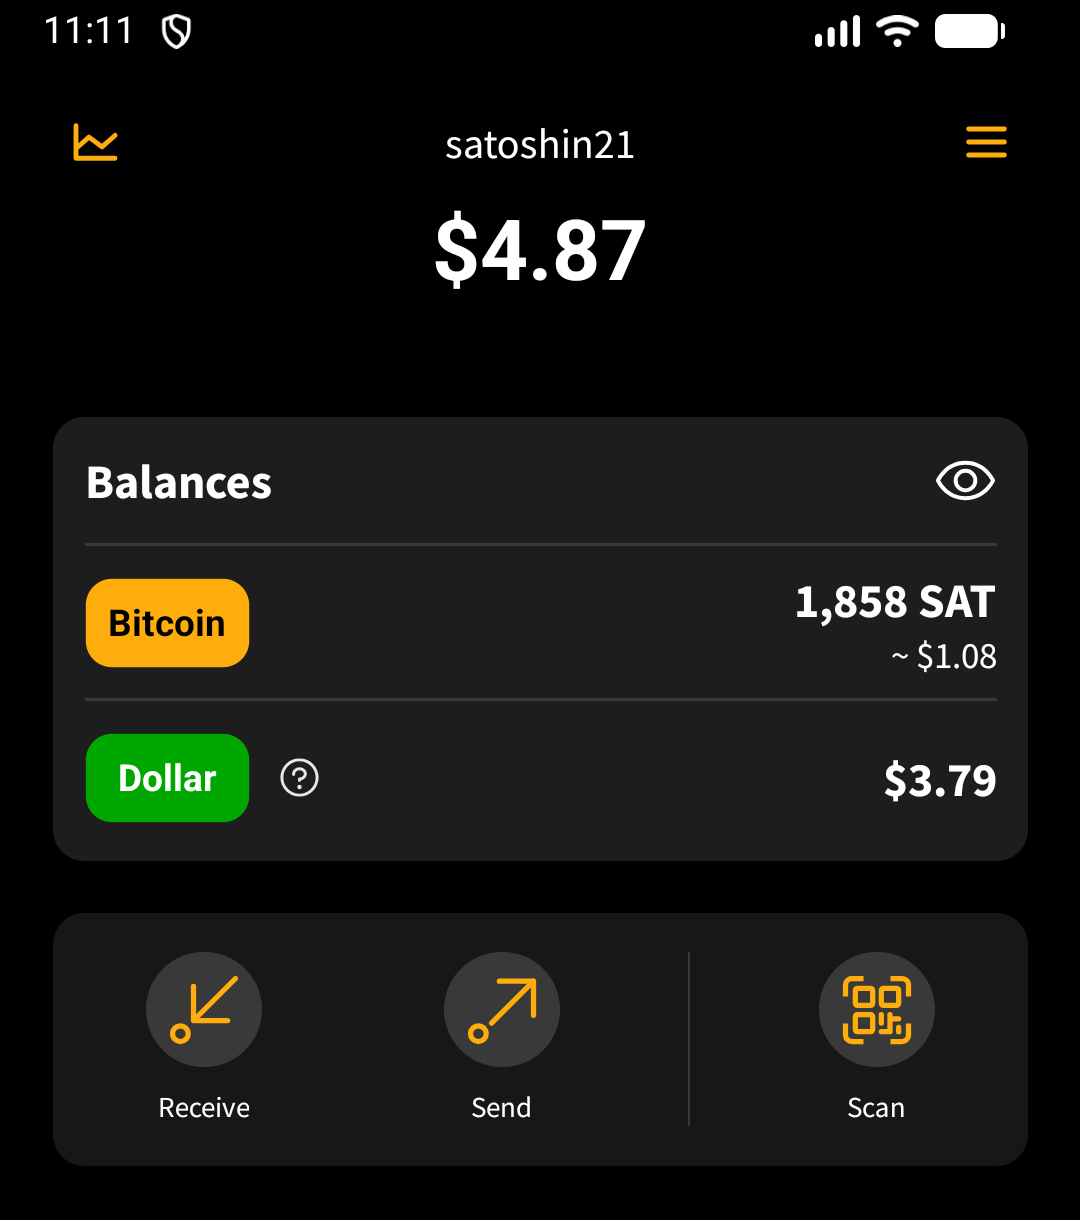 11:11
satoshin21
$4.87
Balances
Bitcoin
1,858 SAT
~ $1.08
Dollar
$3.79
Receive
Send
Scan